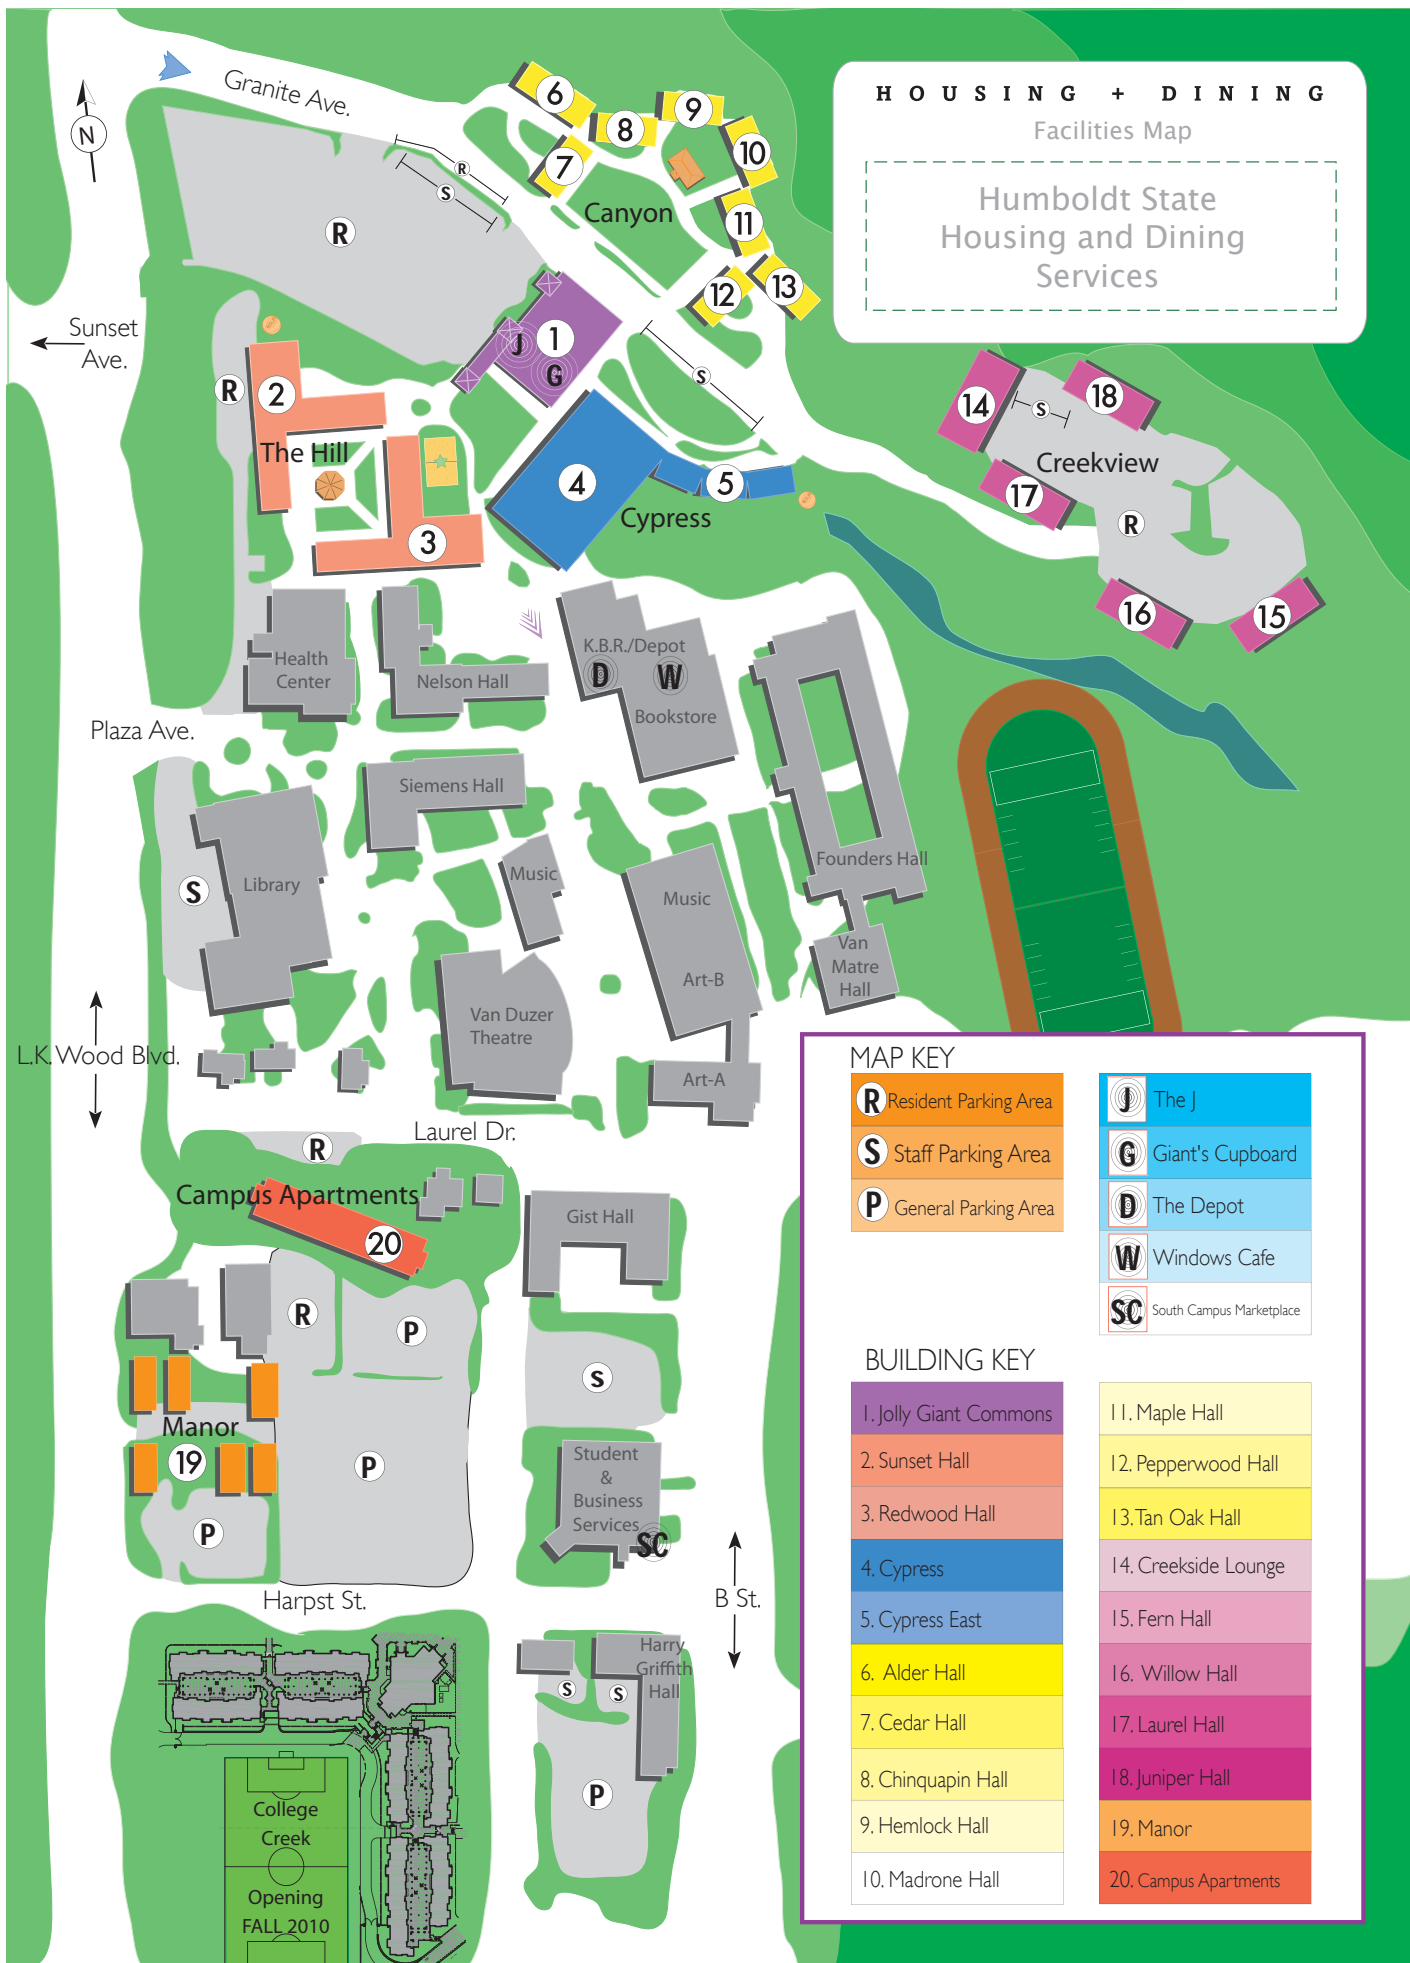 HOUSING + DINING
Facilities Map
Humboldt State
Housing and Dining
Services
Granite Ave.
N
R
S
R
6
8
9
7
10
11
12
13
Canyon
Sunset
Ave.
1
J
G
S
R
2
The Hill
3
4
5
Cypress
14
S
18
Creekview
17
R
16
15
Health
Center
Nelson Hall
K.B.R./Depot
D
W
Bookstore
Plaza Ave.
Siemens Hall
Library
S
Music
Music
Art-B
Founders Hall
Van
Matre
Hall
Van Duzer
Theatre
Art-A
L.K. Wood Blvd.
Laurel Dr.
R
Campus Apartments
20
Gist Hall
R
P
S
Manor
19
P
P
Student
&
Business
Services
SC
Harpst St.
B St.
Harry
Griffith
Hall
S
S
P
College
Creek
Opening
FALL 2010
MAP KEY
R Resident Parking Area
S Staff Parking Area
P General Parking Area
J The J
G Giant's Cupboard
D The Depot
W Windows Cafe
SC South Campus Marketplace
BUILDING KEY
1. Jolly Giant Commons
2. Sunset Hall
3. Redwood Hall
4. Cypress
5. Cypress East
6. Alder Hall
7. Cedar Hall
8. Chinquapin Hall
9. Hemlock Hall
10. Madrone Hall
11. Maple Hall
12. Pepperwood Hall
13. Tan Oak Hall
14. Creekside Lounge
15. Fern Hall
16. Willow Hall
17. Laurel Hall
18. Juniper Hall
19. Manor
20. Campus Apartments